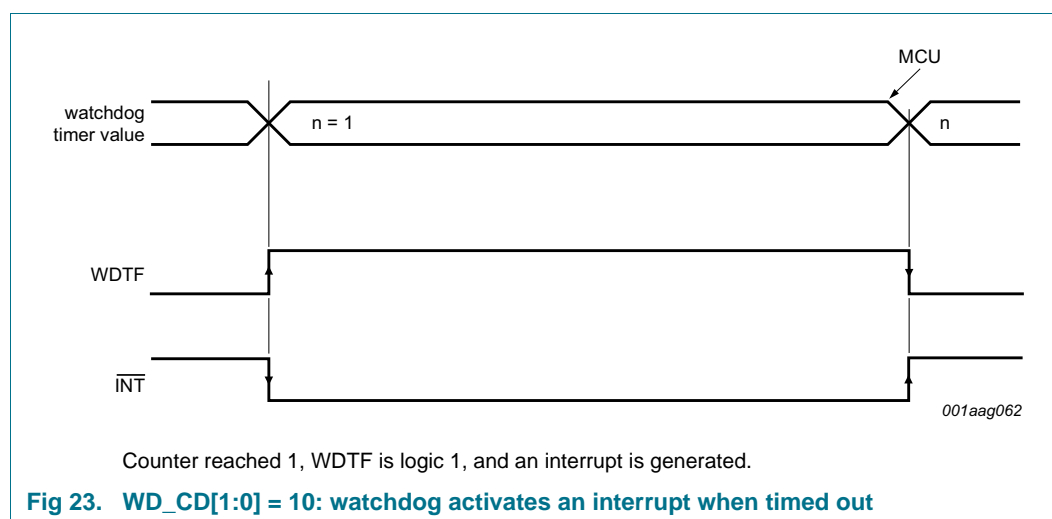 MCU
watchdog
timer value
n = 1
n
WDTF
INT
001aag062
Counter reached 1, WDTF is logic 1, and an interrupt is generated.
Fig 23. WD_CD[1:0] = 10: watchdog activates an interrupt when timed out